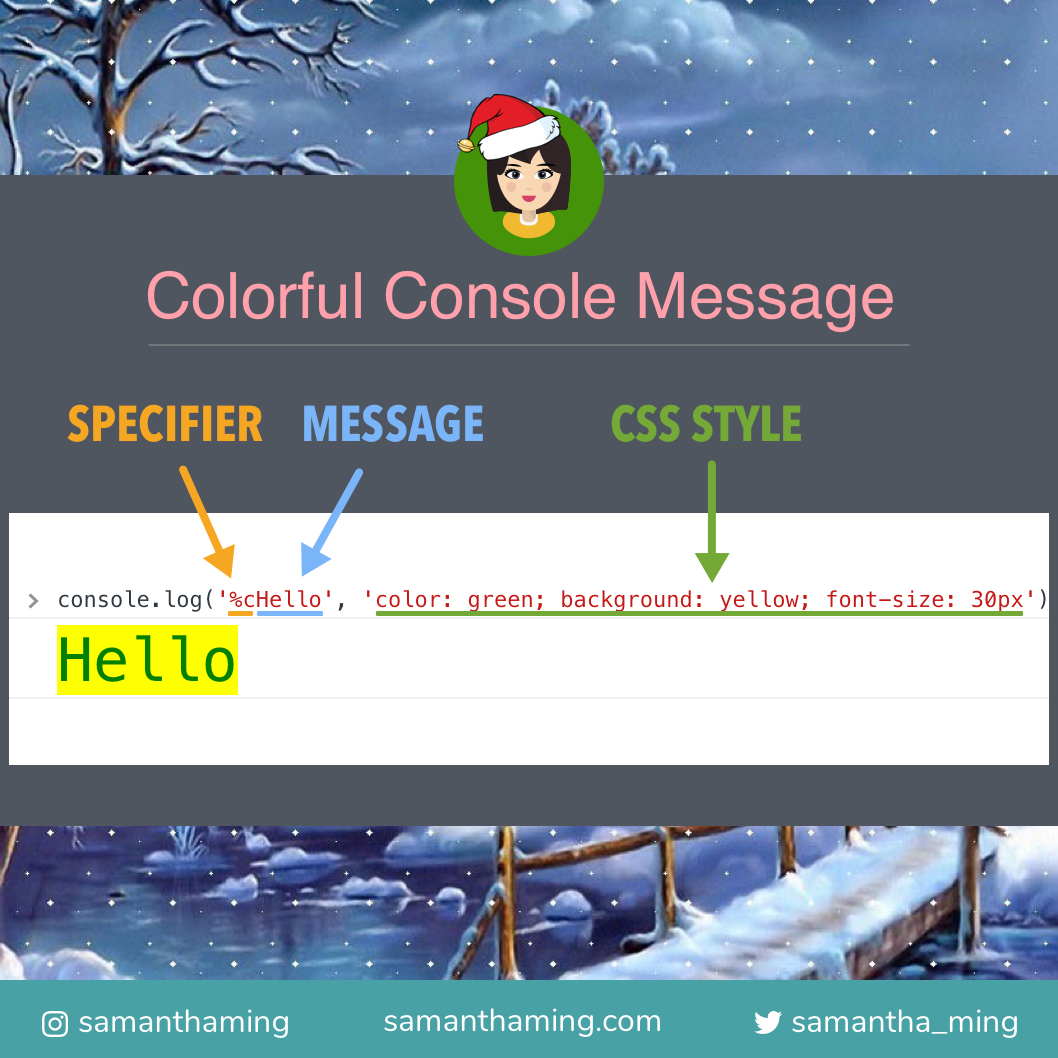 Colorful Console Message
SPECIFIER MESSAGE CSS STYLE
> console.log('%cHello', 'color: green; background: yellow; font-size: 30px')
Hello
samanthaming samanthaming.com samantha_ming